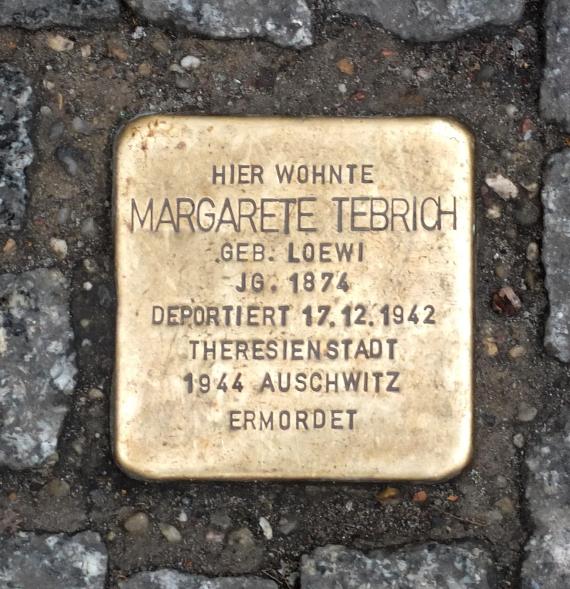 HIER WOHNTE
MARGARETE TEBRICH
GEB. LOEWI
JG. 1874
DEPORTIERT 17.12.1942
THERESIENSTADT
1944 AUSCHWITZ
ERMORDET